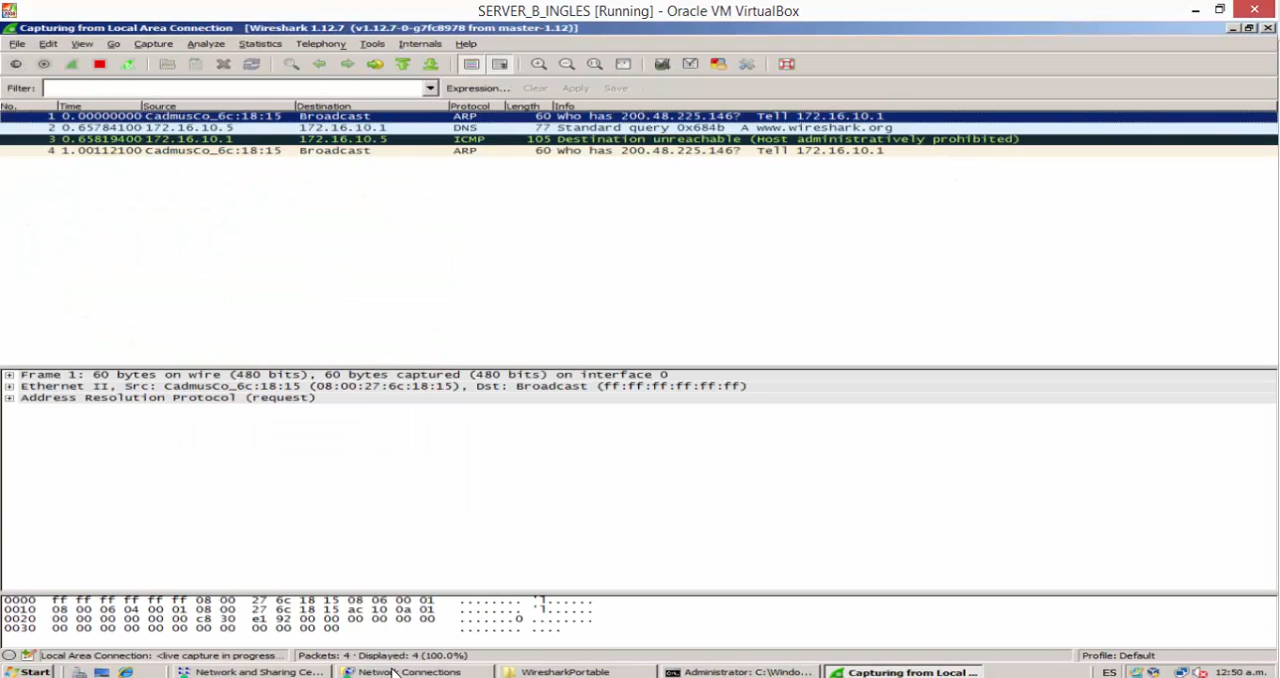 SERVER_B_INGLES [Running] - Oracle VM VirtualBox
Capturing from Local Area Connection [Wireshark 1.12.7 (v1.12.7-0-g7fc8978 from master-1.12)]
File Edit View Go Capture Analyze Statistics Telephony Tools Internals Help
Filter: Expression... Clear Apply Save
No. Time Source Destination Protocol Length Info
1 0.00000000 CadmusCo_6c:18:15 Broadcast ARP 60 who has 200.48.225.146? Tell 172.16.10.1
2 0.65784100 172.16.10.5 172.16.10.1 DNS 77 Standard query 0x684b A www.wireshark.org
3 0.65819400 172.16.10.1 172.16.10.5 ICMP 105 Destination unreachable (Host administratively prohibited)
4 1.00112100 CadmusCo_6c:18:15 Broadcast ARP 60 who has 200.48.225.146? Tell 172.16.10.1
Frame 1: 60 bytes on wire (480 bits), 60 bytes captured (480 bits) on interface 0
Ethernet II, Src: CadmusCo_6c:18:15 (08:00:27:6c:18:15), Dst: Broadcast (ff:ff:ff:ff:ff:ff)
Address Resolution Protocol (request)
0000 ff ff ff ff ff ff 08 00 27 6c 18 15 08 06 00 01 ........ 'l......
0010 08 00 06 04 00 01 08 00 27 6c 18 15 ac 10 0a 01 ........ 'l......
0020 00 00 00 00 00 00 c8 30 e1 92 00 00 00 00 00 00 .......0 ........
0030 00 00 00 00 00 00 00 00 00 00 00 00 ........ ....
Local Area Connection: <live capture in progress... Packets: 4 · Displayed: 4 (100.0%) Profile: Default
Start Network and Sharing Ce... Network Connections WiresharkPortable Administrator: C:\Windo... Capturing from Local ... ES 12:50 a.m.